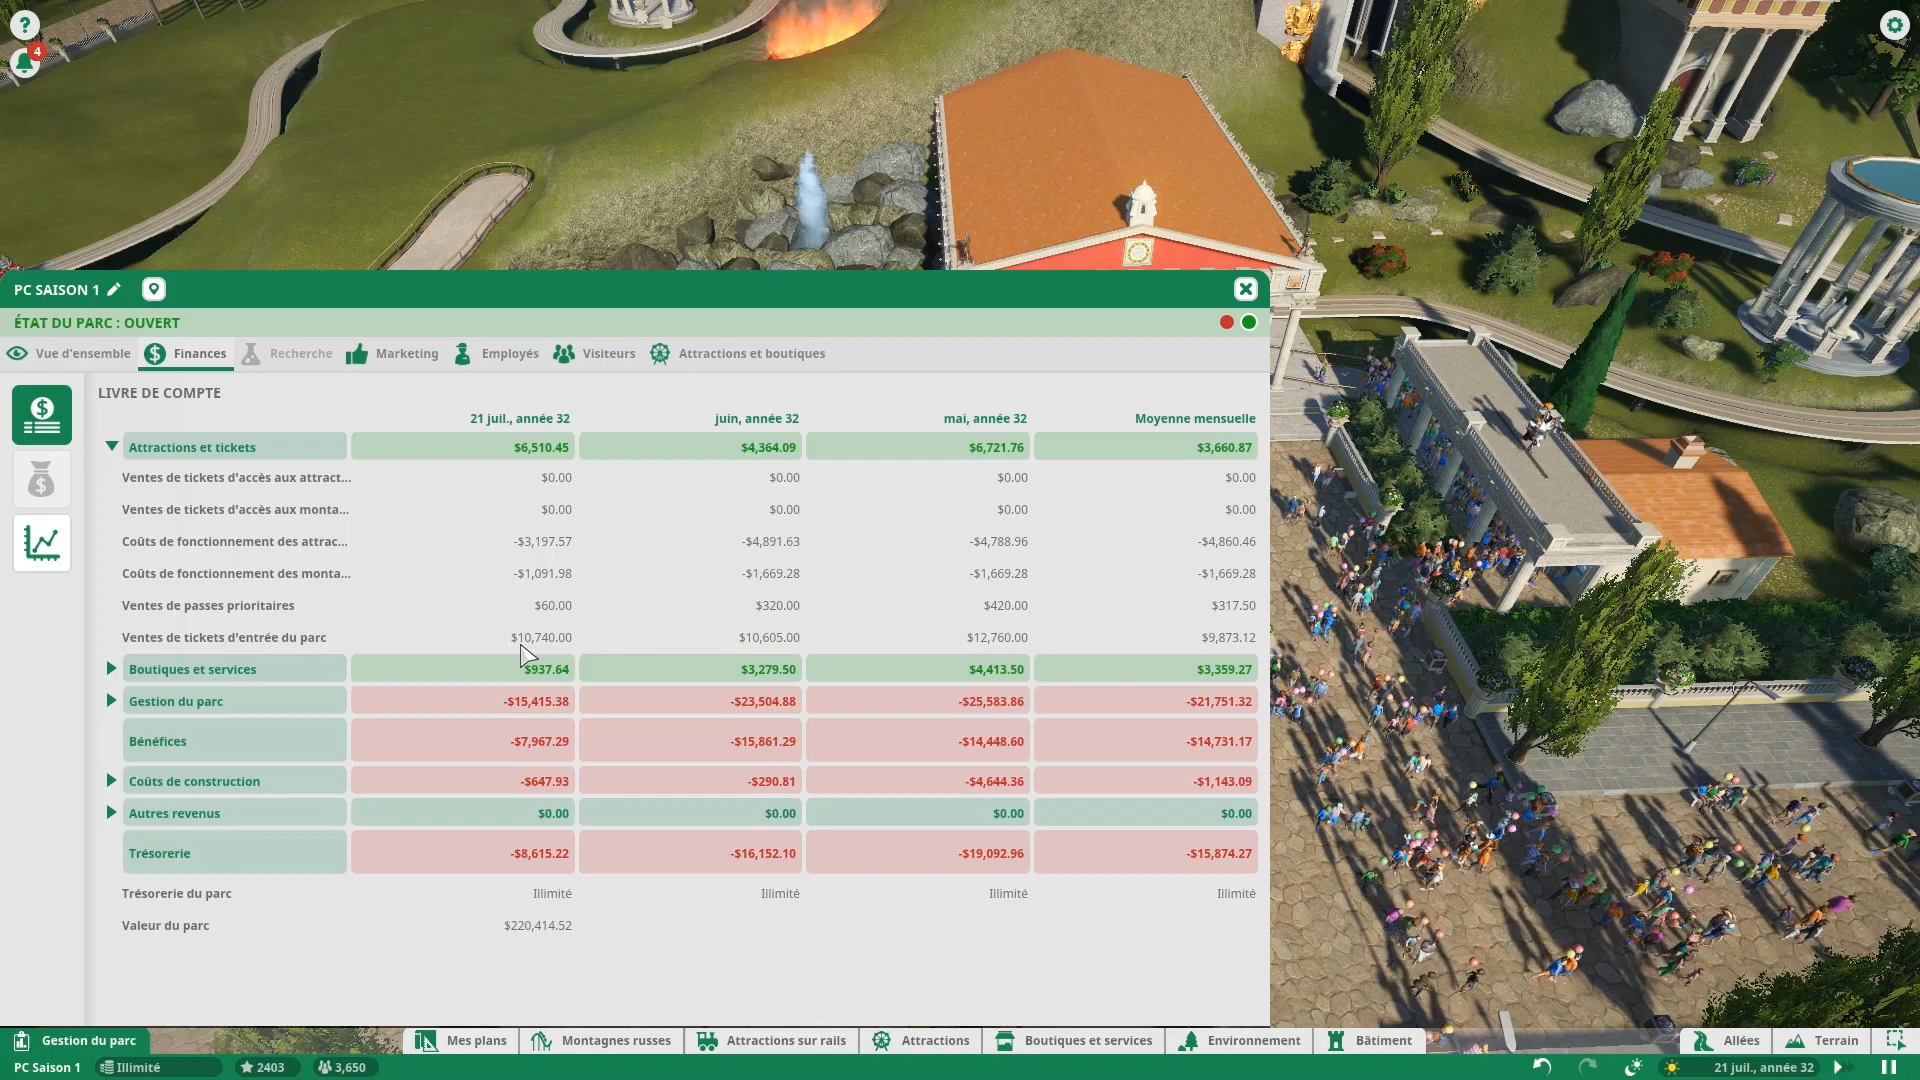 ?
4
PC SAISON 1
ÉTAT DU PARC : OUVERT
Vue d'ensemble Finances Recherche Marketing Employés Visiteurs Attractions et boutiques
LIVRE DE COMPTE
21 juil., année 32 juin, année 32 mai, année 32 Moyenne mensuelle
Attractions et tickets $6,510.45 $4,364.09 $6,721.76 $3,660.87
Ventes de tickets d'accès aux attract... $0.00 $0.00 $0.00 $0.00
Ventes de tickets d'accès aux monta... $0.00 $0.00 $0.00 $0.00
Coûts de fonctionnement des attrac... -$3,197.57 -$4,891.63 -$4,788.96 -$4,860.46
Coûts de fonctionnement des monta... -$1,091.98 -$1,669.28 -$1,669.28 -$1,669.28
Ventes de passes prioritaires $60.00 $320.00 $420.00 $317.50
Ventes de tickets d'entrée du parc $10,740.00 $10,605.00 $12,760.00 $9,873.12
Boutiques et services $937.64 $3,279.50 $4,413.50 $3,359.27
Gestion du parc -$15,415.38 -$23,504.88 -$25,583.86 -$21,751.32
Bénéfices -$7,967.29 -$15,861.29 -$14,448.60 -$14,731.17
Coûts de construction -$647.93 -$290.81 -$4,644.36 -$1,143.09
Autres revenus $0.00 $0.00 $0.00 $0.00
Trésorerie -$8,615.22 -$16,152.10 -$19,092.96 -$15,874.27
Trésorerie du parc Illimité Illimité Illimité Illimité
Valeur du parc $220,414.52
Gestion du parc Mes plans Montagnes russes Attractions sur rails Attractions Boutiques et services Environnement Bâtiment Allées Terrain
PC Saison 1 Illimité 2403 3,650 21 juil., année 32